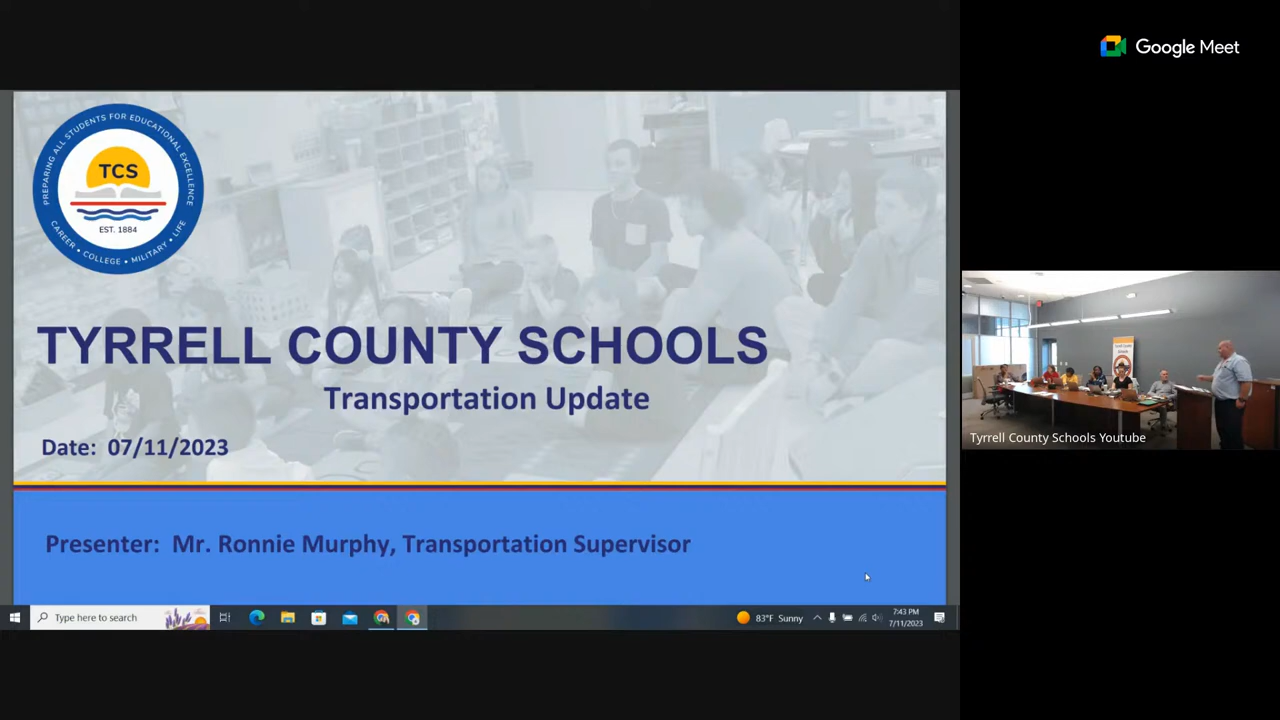 Google Meet
PREPARING ALL STUDENTS FOR EDUCATIONAL EXCELLENCE
TCS
EST. 1884
CAREER • COLLEGE • MILITARY • LIFE
TYRRELL COUNTY SCHOOLS
Transportation Update
Date: 07/11/2023
Presenter: Mr. Ronnie Murphy, Transportation Supervisor
Tyrrell County Schools Youtube
Type here to search
83°F Sunny
7:43 PM
7/11/2023